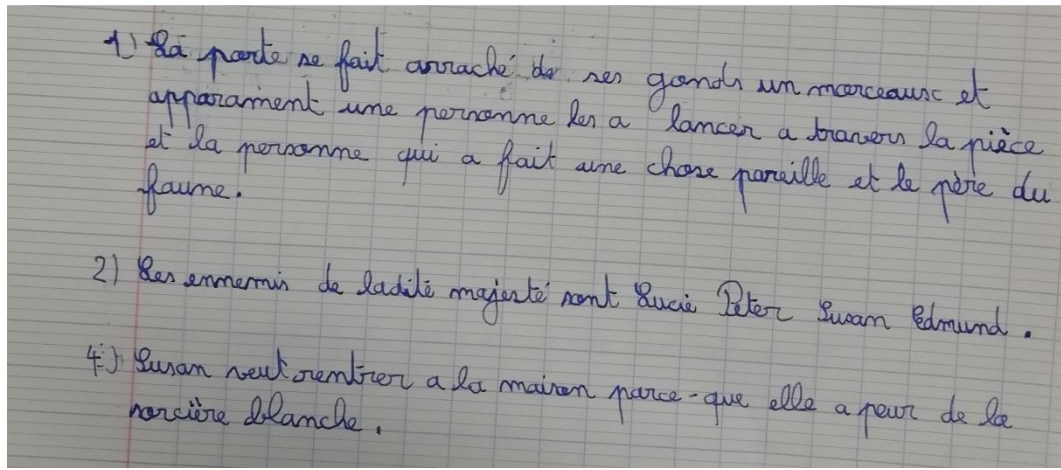 1) La porte se fait arraché de ses gonds un morceaux et
apparament une personne les a lancer a travers la pièce
et la personne qui a fait une chose pareille et le père du
faune.
2) Les ennemis de ladité majesté sont Lucie Peter Susan Edmund.
4) Susan veut rentrer a la maison parce-que elle a peur de la
sorcière blanche.